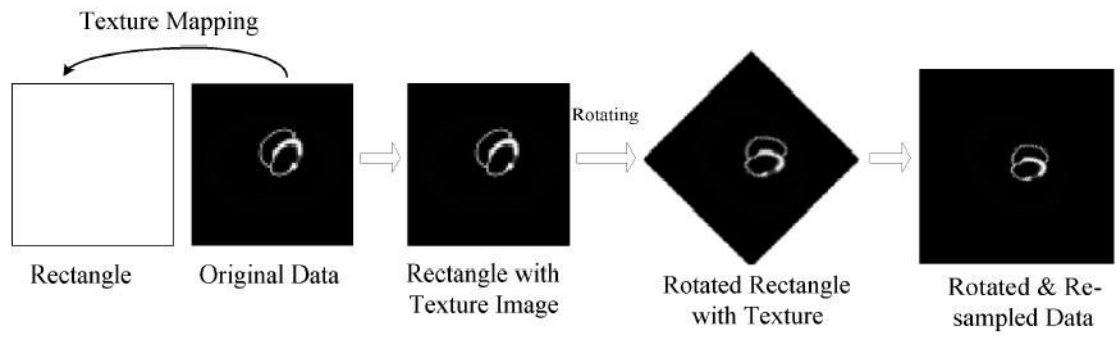 Texture Mapping
Rotating
Rectangle
Original Data
Rectangle with
Texture Image
Rotated Rectangle
with Texture
Rotated & Re-
sampled Data